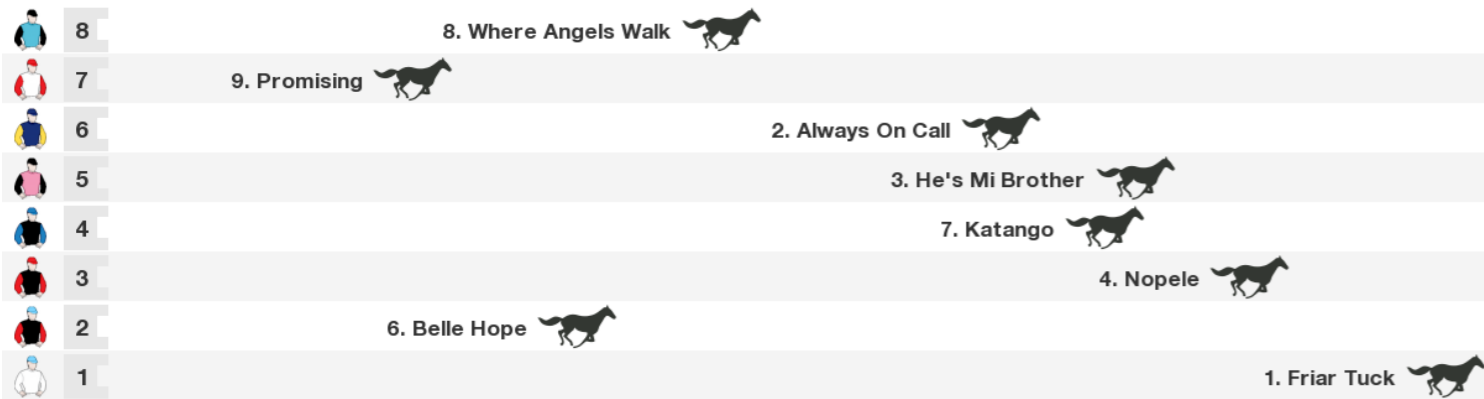 8 8. Where Angels Walk
7 9. Promising
6 2. Always On Call
5 3. He's Mi Brother
4 7. Katango
3 4. Nopele
2 6. Belle Hope
1 1. Friar Tuck